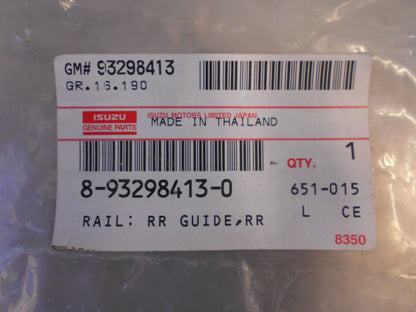 GM# 93298413
GR.16.190
ISUZU
GENUINE PARTS
ISUZU MOTORS LIMITED JAPAN
MADE IN THAILAND
QTY. 1
8-93298413-0 651-015
L CE
RAIL: RR GUIDE,RR
8350